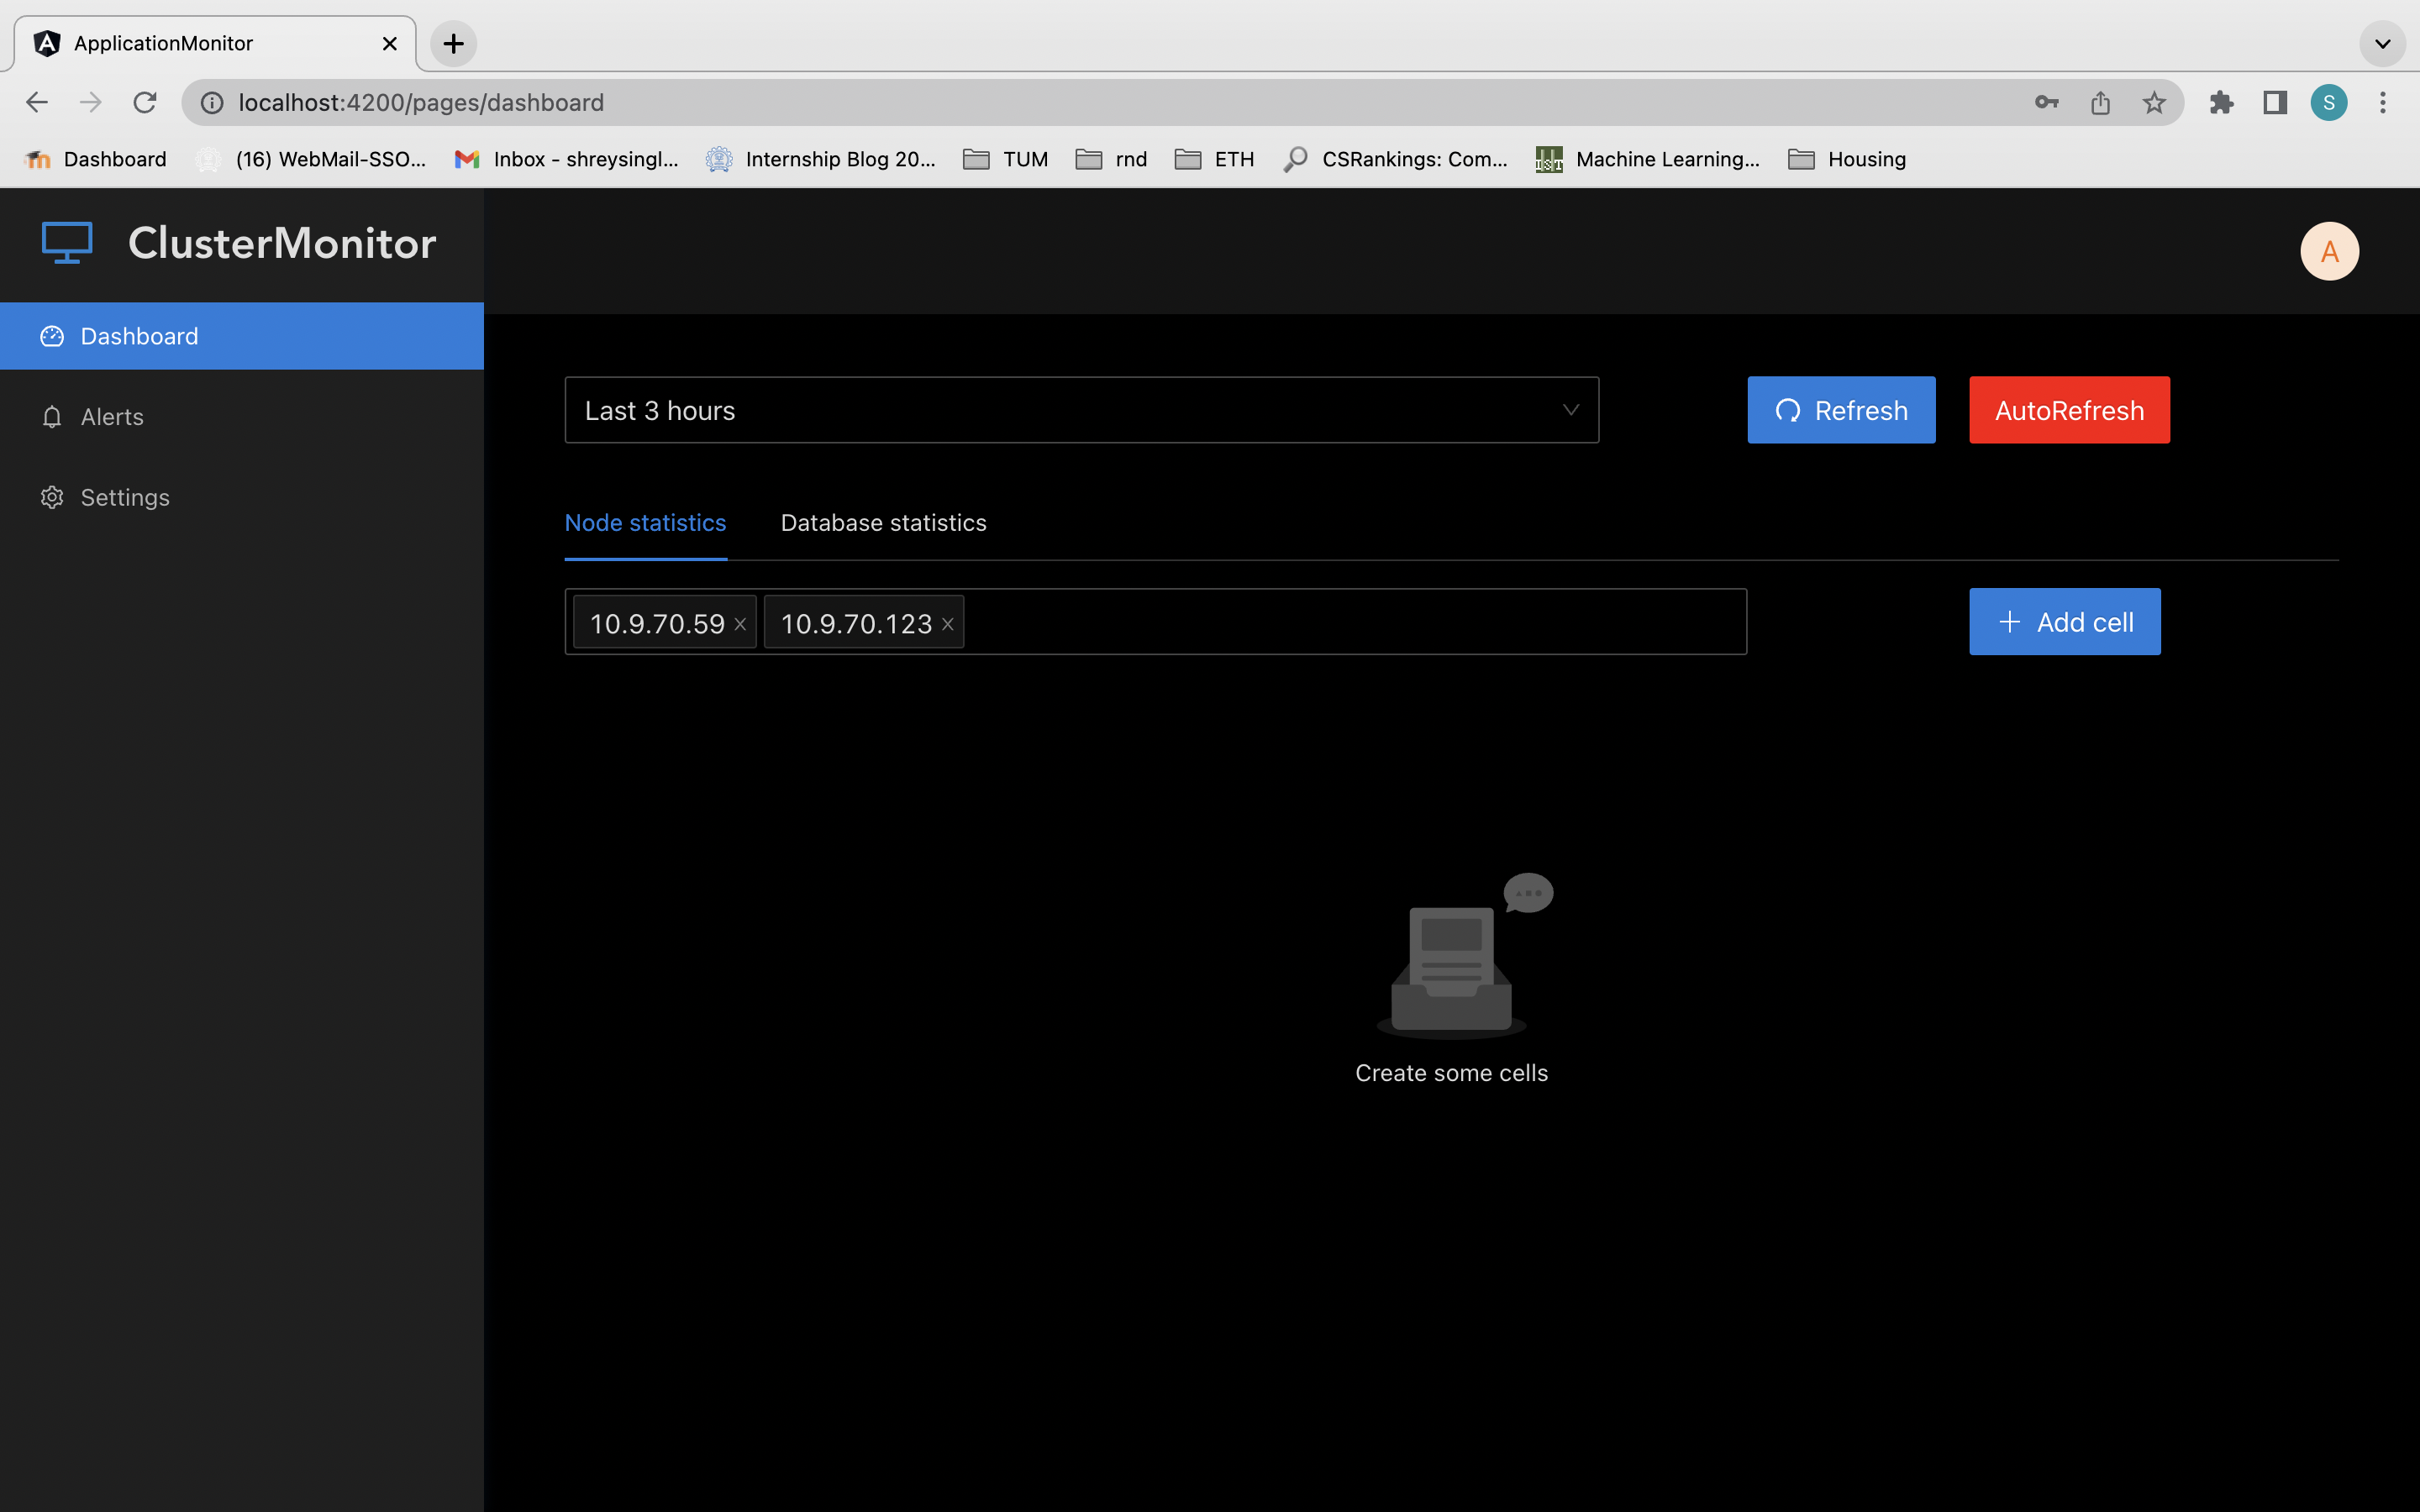 ApplicationMonitor
localhost:4200/pages/dashboard
S
Dashboard
(16) WebMail-SSO...
Inbox - shreysingl...
Internship Blog 20...
TUM
rnd
ETH
CSRankings: Com...
Machine Learning...
Housing
ClusterMonitor
A
Dashboard
Alerts
Settings
Last 3 hours
Refresh
AutoRefresh
Node statistics
Database statistics
10.9.70.59
10.9.70.123
Add cell
Create some cells